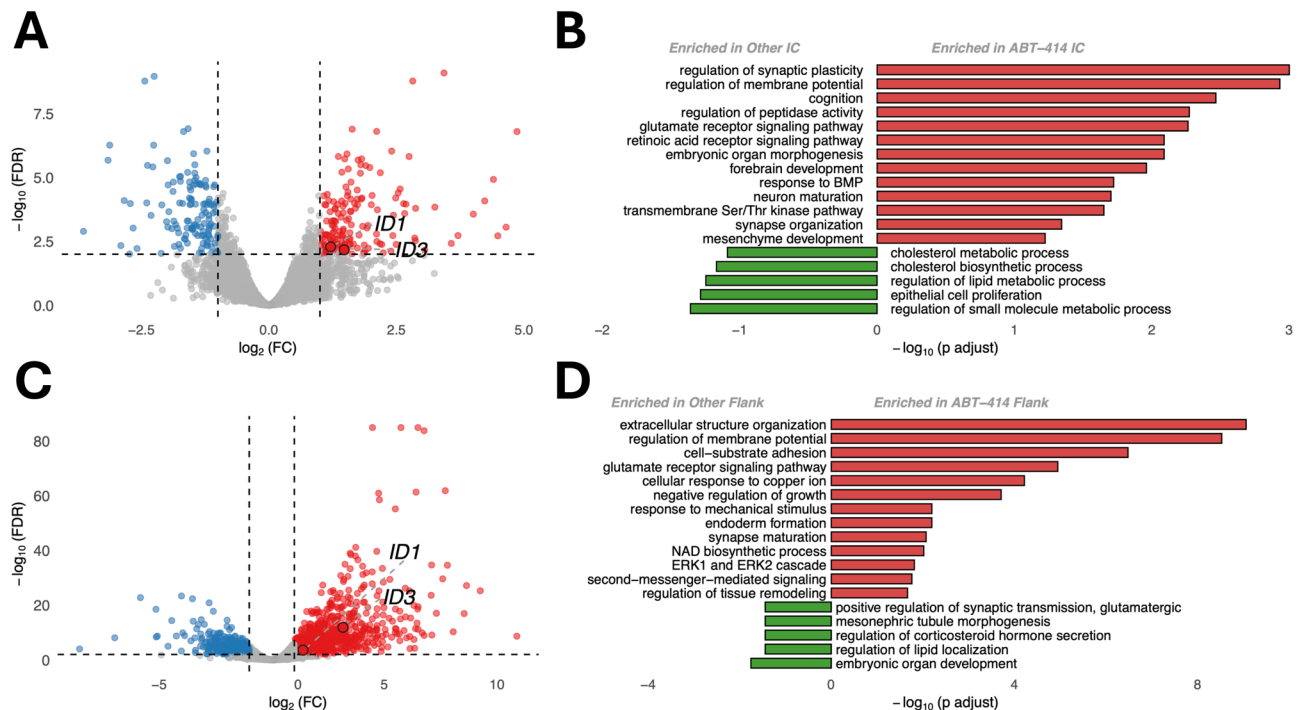 A
−log10 (FDR)
7.5
5.0
2.5
0.0
ID1
ID3
−2.5
0.0
2.5
5.0
log2 (FC)
B
Enriched in Other IC
Enriched in ABT−414 IC
regulation of synaptic plasticity
regulation of membrane potential
cognition
regulation of peptidase activity
glutamate receptor signaling pathway
retinoic acid receptor signaling pathway
embryonic organ morphogenesis
forebrain development
response to BMP
neuron maturation
transmembrane Ser/Thr kinase pathway
synapse organization
mesenchyme development
cholesterol metabolic process
cholesterol biosynthetic process
regulation of lipid metabolic process
epithelial cell proliferation
regulation of small molecule metabolic process
−2
−1
0
1
2
3
−log10 (p adjust)
C
−log10 (FDR)
80
60
40
20
0
ID1
ID3
−5
0
5
10
log2 (FC)
D
Enriched in Other Flank
Enriched in ABT−414 Flank
extracellular structure organization
regulation of membrane potential
cell−substrate adhesion
glutamate receptor signaling pathway
cellular response to copper ion
negative regulation of growth
response to mechanical stimulus
endoderm formation
synapse maturation
NAD biosynthetic process
ERK1 and ERK2 cascade
second−messenger−mediated signaling
regulation of tissue remodeling
positive regulation of synaptic transmission, glutamatergic
mesonephric tubule morphogenesis
regulation of corticosteroid hormone secretion
regulation of lipid localization
embryonic organ development
−4
0
4
8
−log10 (p adjust)